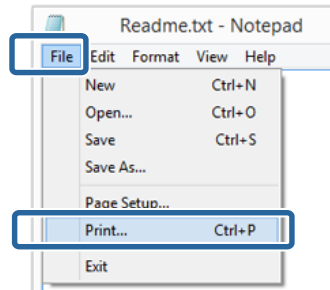 Readme.txt - Notepad
File Edit Format View Help
New Ctrl+N
Open... Ctrl+O
Save Ctrl+S
Save As...
Page Setup...
Print... Ctrl+P
Exit